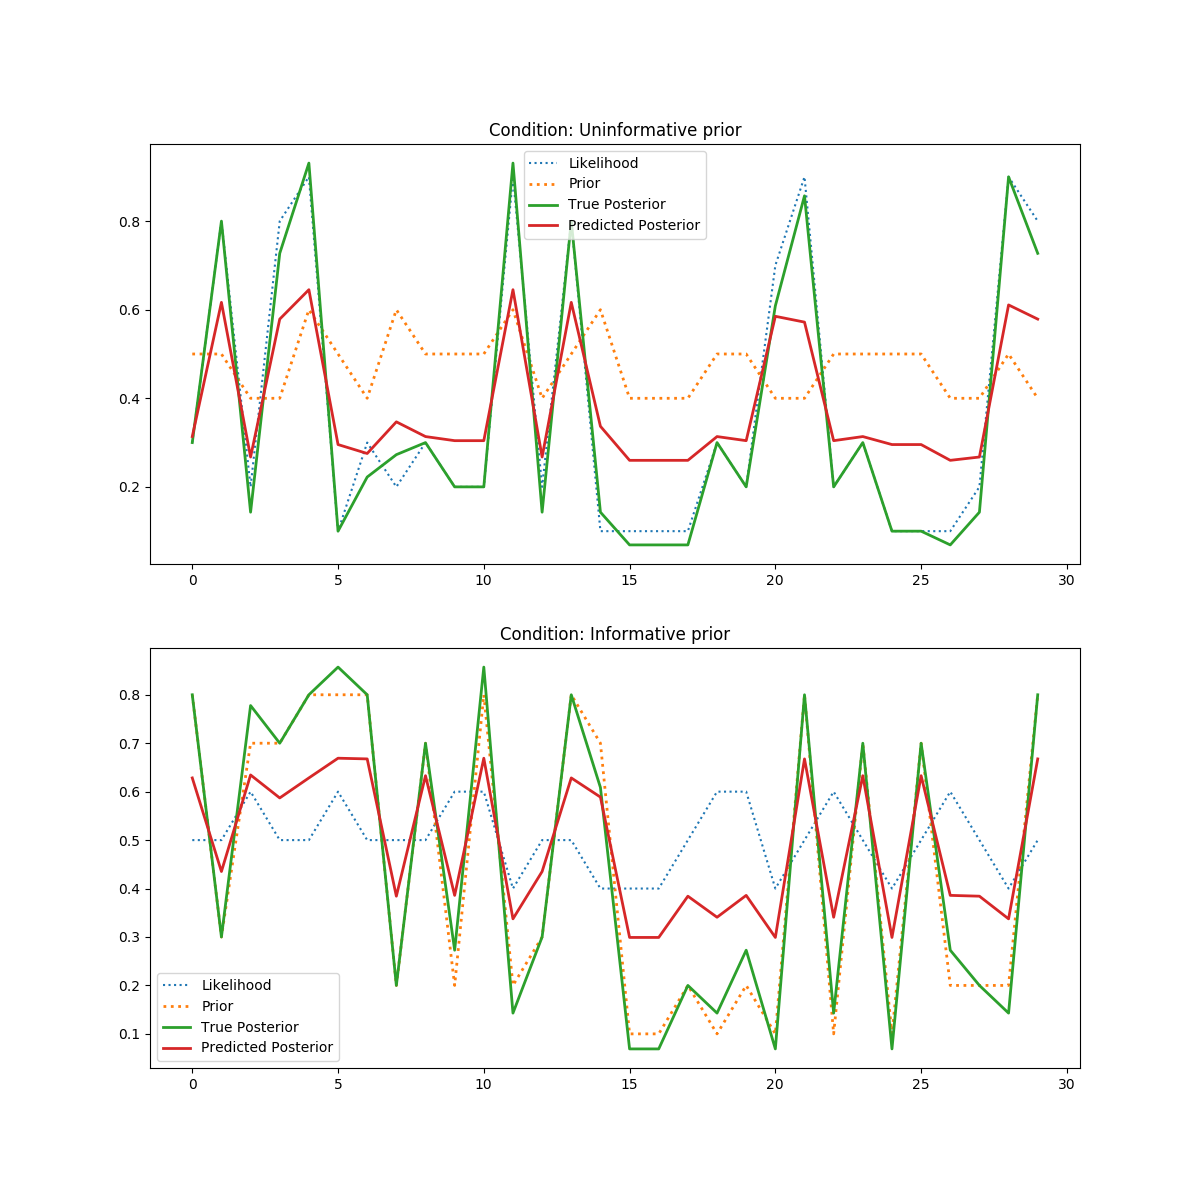 Condition: Uninformative prior
Likelihood
Prior
True Posterior
Predicted Posterior
0.8
0.6
0.4
0.2
0 5 10 15 20 25 30
Condition: Informative prior
0.8
0.7
0.6
0.5
0.4
0.3
0.2
0.1
Likelihood
Prior
True Posterior
Predicted Posterior
0 5 10 15 20 25 30